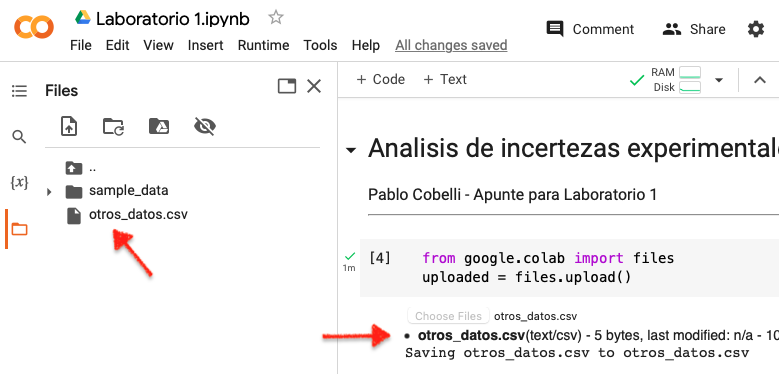 Laboratorio 1.ipynb
Comment
Share
File Edit View Insert Runtime Tools Help All changes saved
Files
..
sample_data
otros_datos.csv
{x}
+ Code + Text
RAM
Disk
Analisis de incertezas experimental
Pablo Cobelli - Apunte para Laboratorio 1
1m
[4] from google.colab import files
uploaded = files.upload()
Choose Files otros_datos.csv
• otros_datos.csv(text/csv) - 5 bytes, last modified: n/a - 10
Saving otros_datos.csv to otros_datos.csv